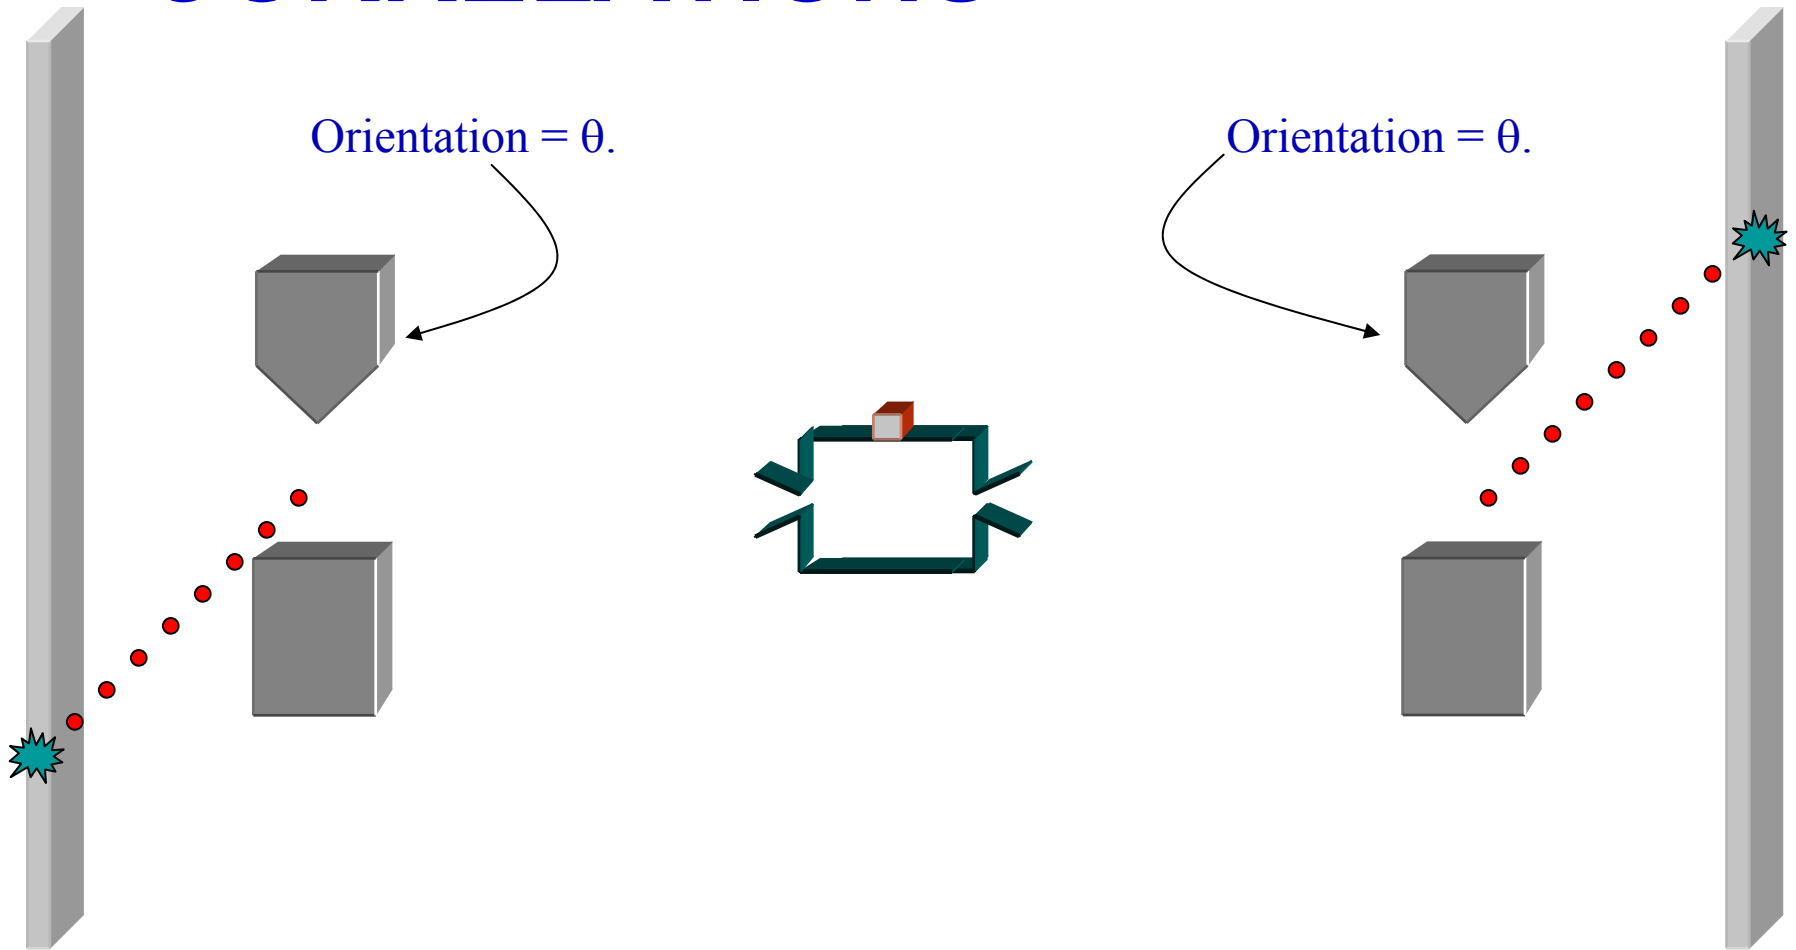 Orientation = θ.
Orientation = θ.